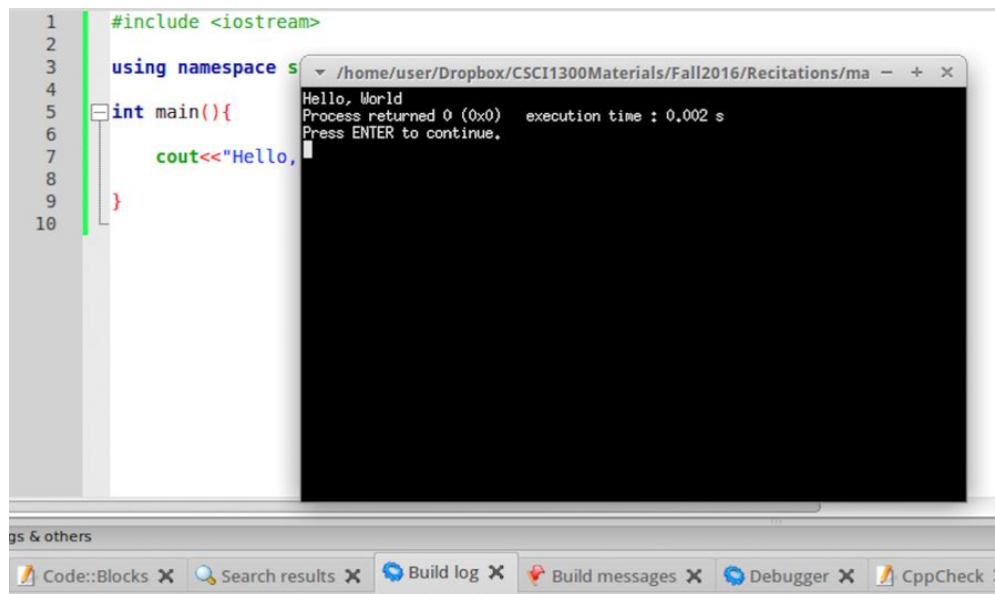 1 #include <iostream>
2
3 using namespace s
4
5 int main(){
6
7 cout<<"Hello,
8
9 }
10
/home/user/Dropbox/CSCI1300Materials/Fall2016/Recitations/ma
Hello, World
Process returned 0 (0x0) execution time : 0.002 s
Press ENTER to continue.
gs & others
Code::Blocks Search results Build log Build messages Debugger CppCheck